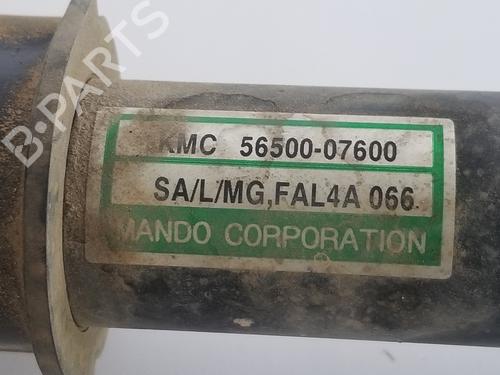 KMC 56500-07600
SA/L/MG,FAL4A 066
MANDO CORPORATION
B-PARTS